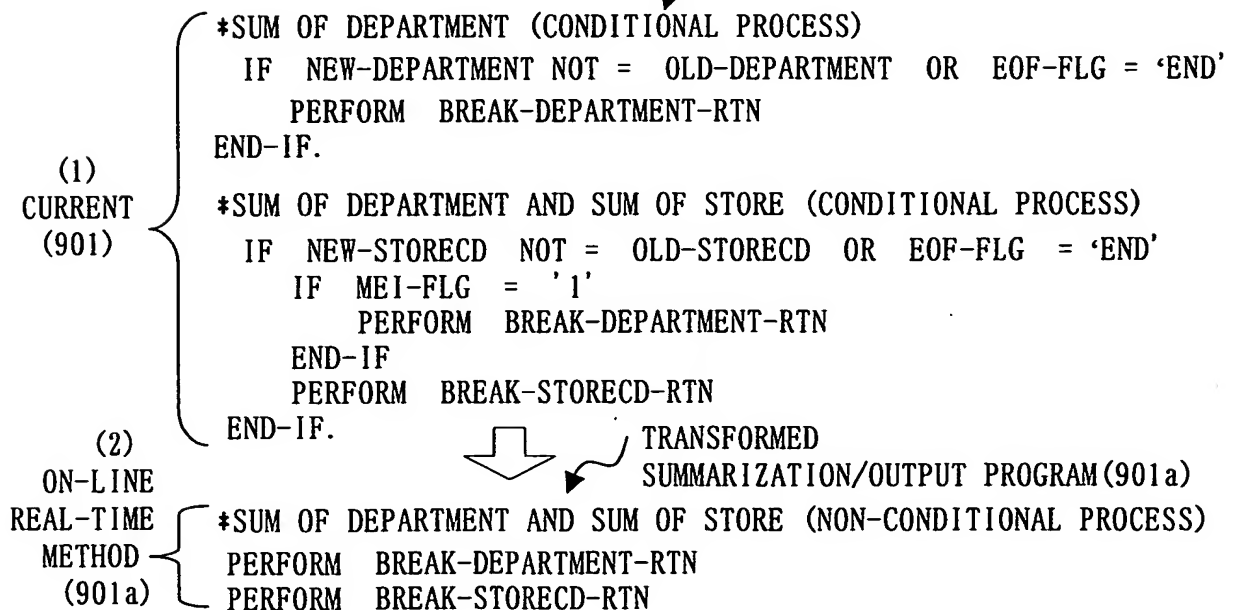 *SUM OF DEPARTMENT (CONDITIONAL PROCESS)
IF NEW-DEPARTMENT NOT = OLD-DEPARTMENT OR EOF-FLG = ‘END’
PERFORM BREAK-DEPARTMENT-RTN
END-IF.
(1)
CURRENT
(901)
*SUM OF DEPARTMENT AND SUM OF STORE (CONDITIONAL PROCESS)
IF NEW-STORECD NOT = OLD-STORECD OR EOF-FLG = ‘END’
IF MEI-FLG = '1'
PERFORM BREAK-DEPARTMENT-RTN
END-IF
PERFORM BREAK-STORECD-RTN
END-IF.
TRANSFORMED
SUMMARIZATION/OUTPUT PROGRAM(901a)
(2)
ON-LINE
REAL-TIME
METHOD
(901a)
*SUM OF DEPARTMENT AND SUM OF STORE (NON-CONDITIONAL PROCESS)
PERFORM BREAK-DEPARTMENT-RTN
PERFORM BREAK-STORECD-RTN